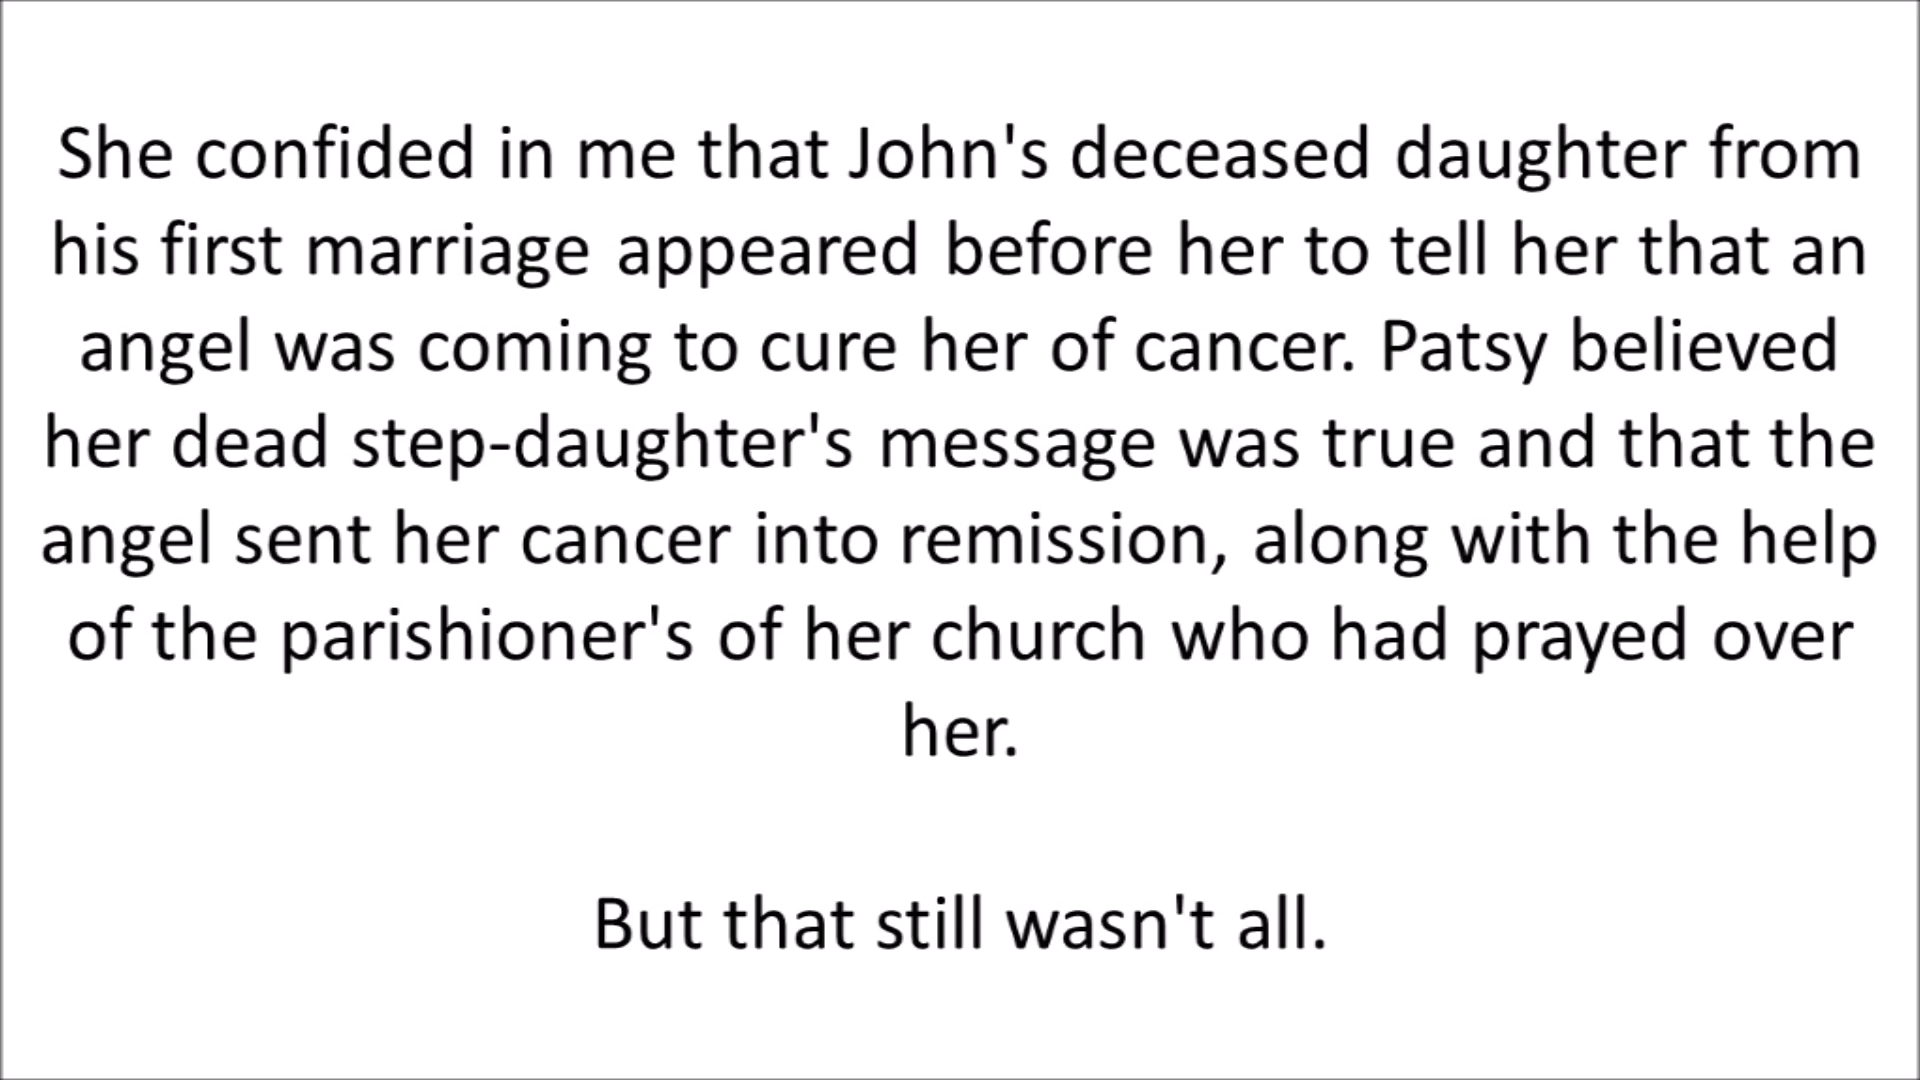 She confided in me that John's deceased daughter from
his first marriage appeared before her to tell her that an
angel was coming to cure her of cancer. Patsy believed
her dead step-daughter's message was true and that the
angel sent her cancer into remission, along with the help
of the parishioner's of her church who had prayed over
her.
But that still wasn't all.